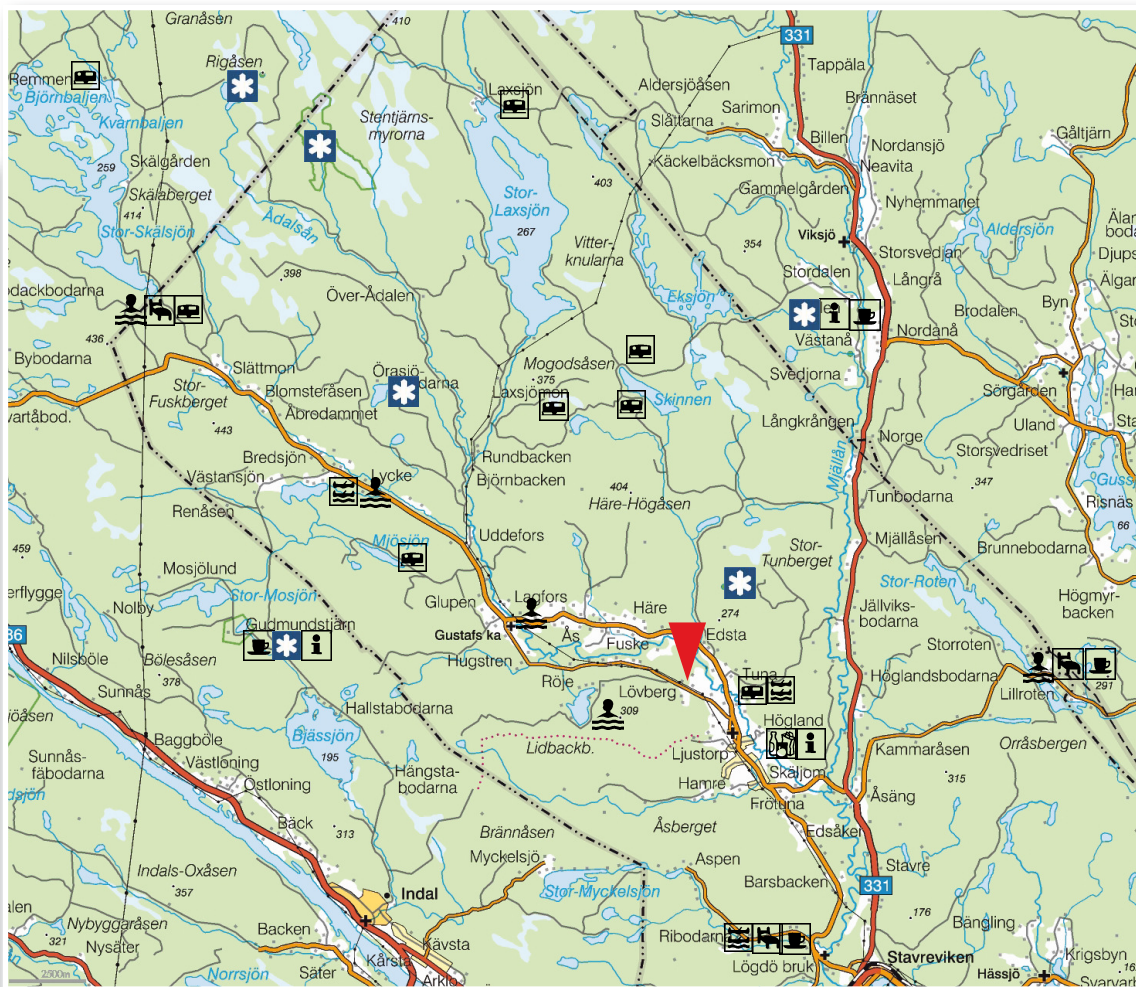 Granåsen
410
331
Rigåsen
Tappäla
Remmen
Björnbaljen
Laxsjön
Aldersjöåsen
Brännäset
Sarimon
Kvarnbaljen
Stentjärns-
myrorna
Slåttarna
Billen
Nordansjö
Gåltjärn
259
Skälgården
Käckelbäcksmon
Neavita
403
Gammelgården
Skälaberget
Stor-
Laxsjön
267
Nyhemmanet
414
Ådalsån
Stor-Skälsjön
Viksjö
Aldersjön
Vitter-
knularna
354
Storsvedjan
398
Stordalen
Långrå
Över-Ådalen
Eksjön
Byn
Brodalen
436
Nordanå
Västanå
Bybodarna
Slättmon
Mogodsåsen
375
Örasjö-
Svedjorna
Stor-
Fuskberget
Blomsteråsen
Laxsjömon
Skinnen
Sörgården
Åbrodammet
Långkrången
Uland
443
Norge
Bredsjön
Rundbacken
Storsvedriset
Västansjön
Lycke
Björnbacken
Mjällån
404
347
Tunbodarna
Renåsen
Häre-Högåsen
66
Mjösjön
Uddefors
Mjällåsen
Brunnebodarna
459
Stor-
Tunberget
Mosjölund
Stor-Roten
Stor-Mosjön
Nolby
Glupen
Lagfors
Häre
274
Jällviks-
bodarna
Högmyr-
backen
Gudmundstjärn
Gustafs ka
Ås
Fuske
Edsta
Storroten
Nilsböle
Bölesåsen
378
Hugstren
Röje
Lövberg
Tuna
Höglandsbodarna
Lillroten
291
Sunnås
Hallstabodarna
309
Högland
Lidbackb.
Baggböle
Bjässjön
195
Ljustorp
Kammaråsen
Orråsbergen
Sunnås-
fäbodarna
Västloning
Hängsta-
bodarna
Hamre
Skäljom
315
Östloning
Frötuna
Åsäng
Bäck
313
Brännåsen
Åsberget
Edsåker
Myckelsjö
Aspen
Stavre
Indals-Oxåsen
357
Stor-Myckelsjön
Barsbacken
331
Indal
176
Nybyggaråsen
Bängling
321
Backen
Ribodarna
Nysäter
Kävsta
Krigsbyn
Lögdö bruk
Stavreviken
Norrsjön
Säter
Kårsta
Hässjö
2500m